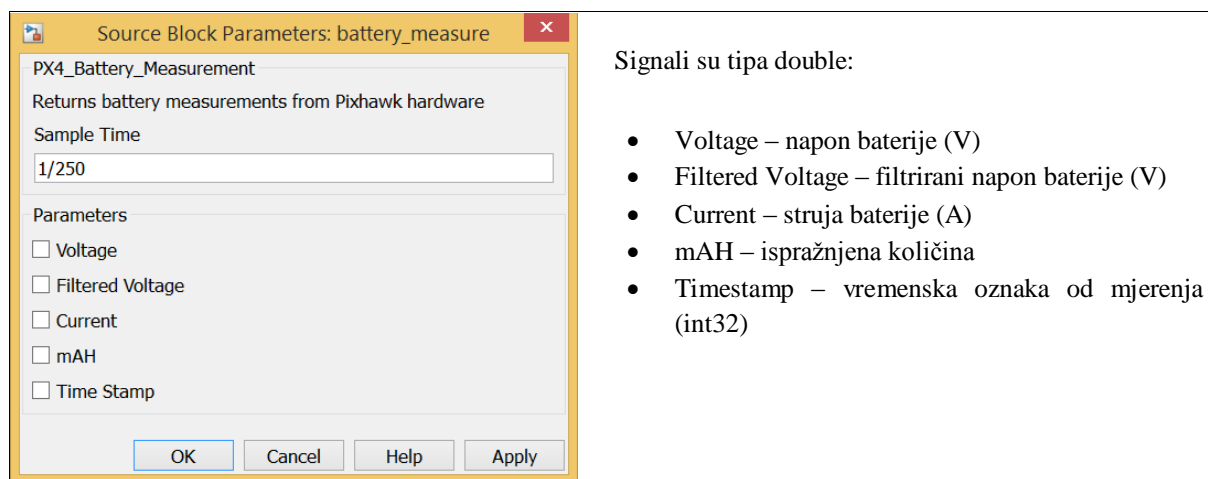 Source Block Parameters: battery_measure
PX4_Battery_Measurement
Returns battery measurements from Pixhawk hardware
Sample Time
1/250
Parameters
Voltage
Filtered Voltage
Current
mAH
Time Stamp
OK Cancel Help Apply
Signali su tipa double:
• Voltage – napon baterije (V)
• Filtered Voltage – filtrirani napon baterije (V)
• Current – struja baterije (A)
• mAH – ispražnjena količina
• Timestamp – vremenska oznaka od mjerenja
(int32)